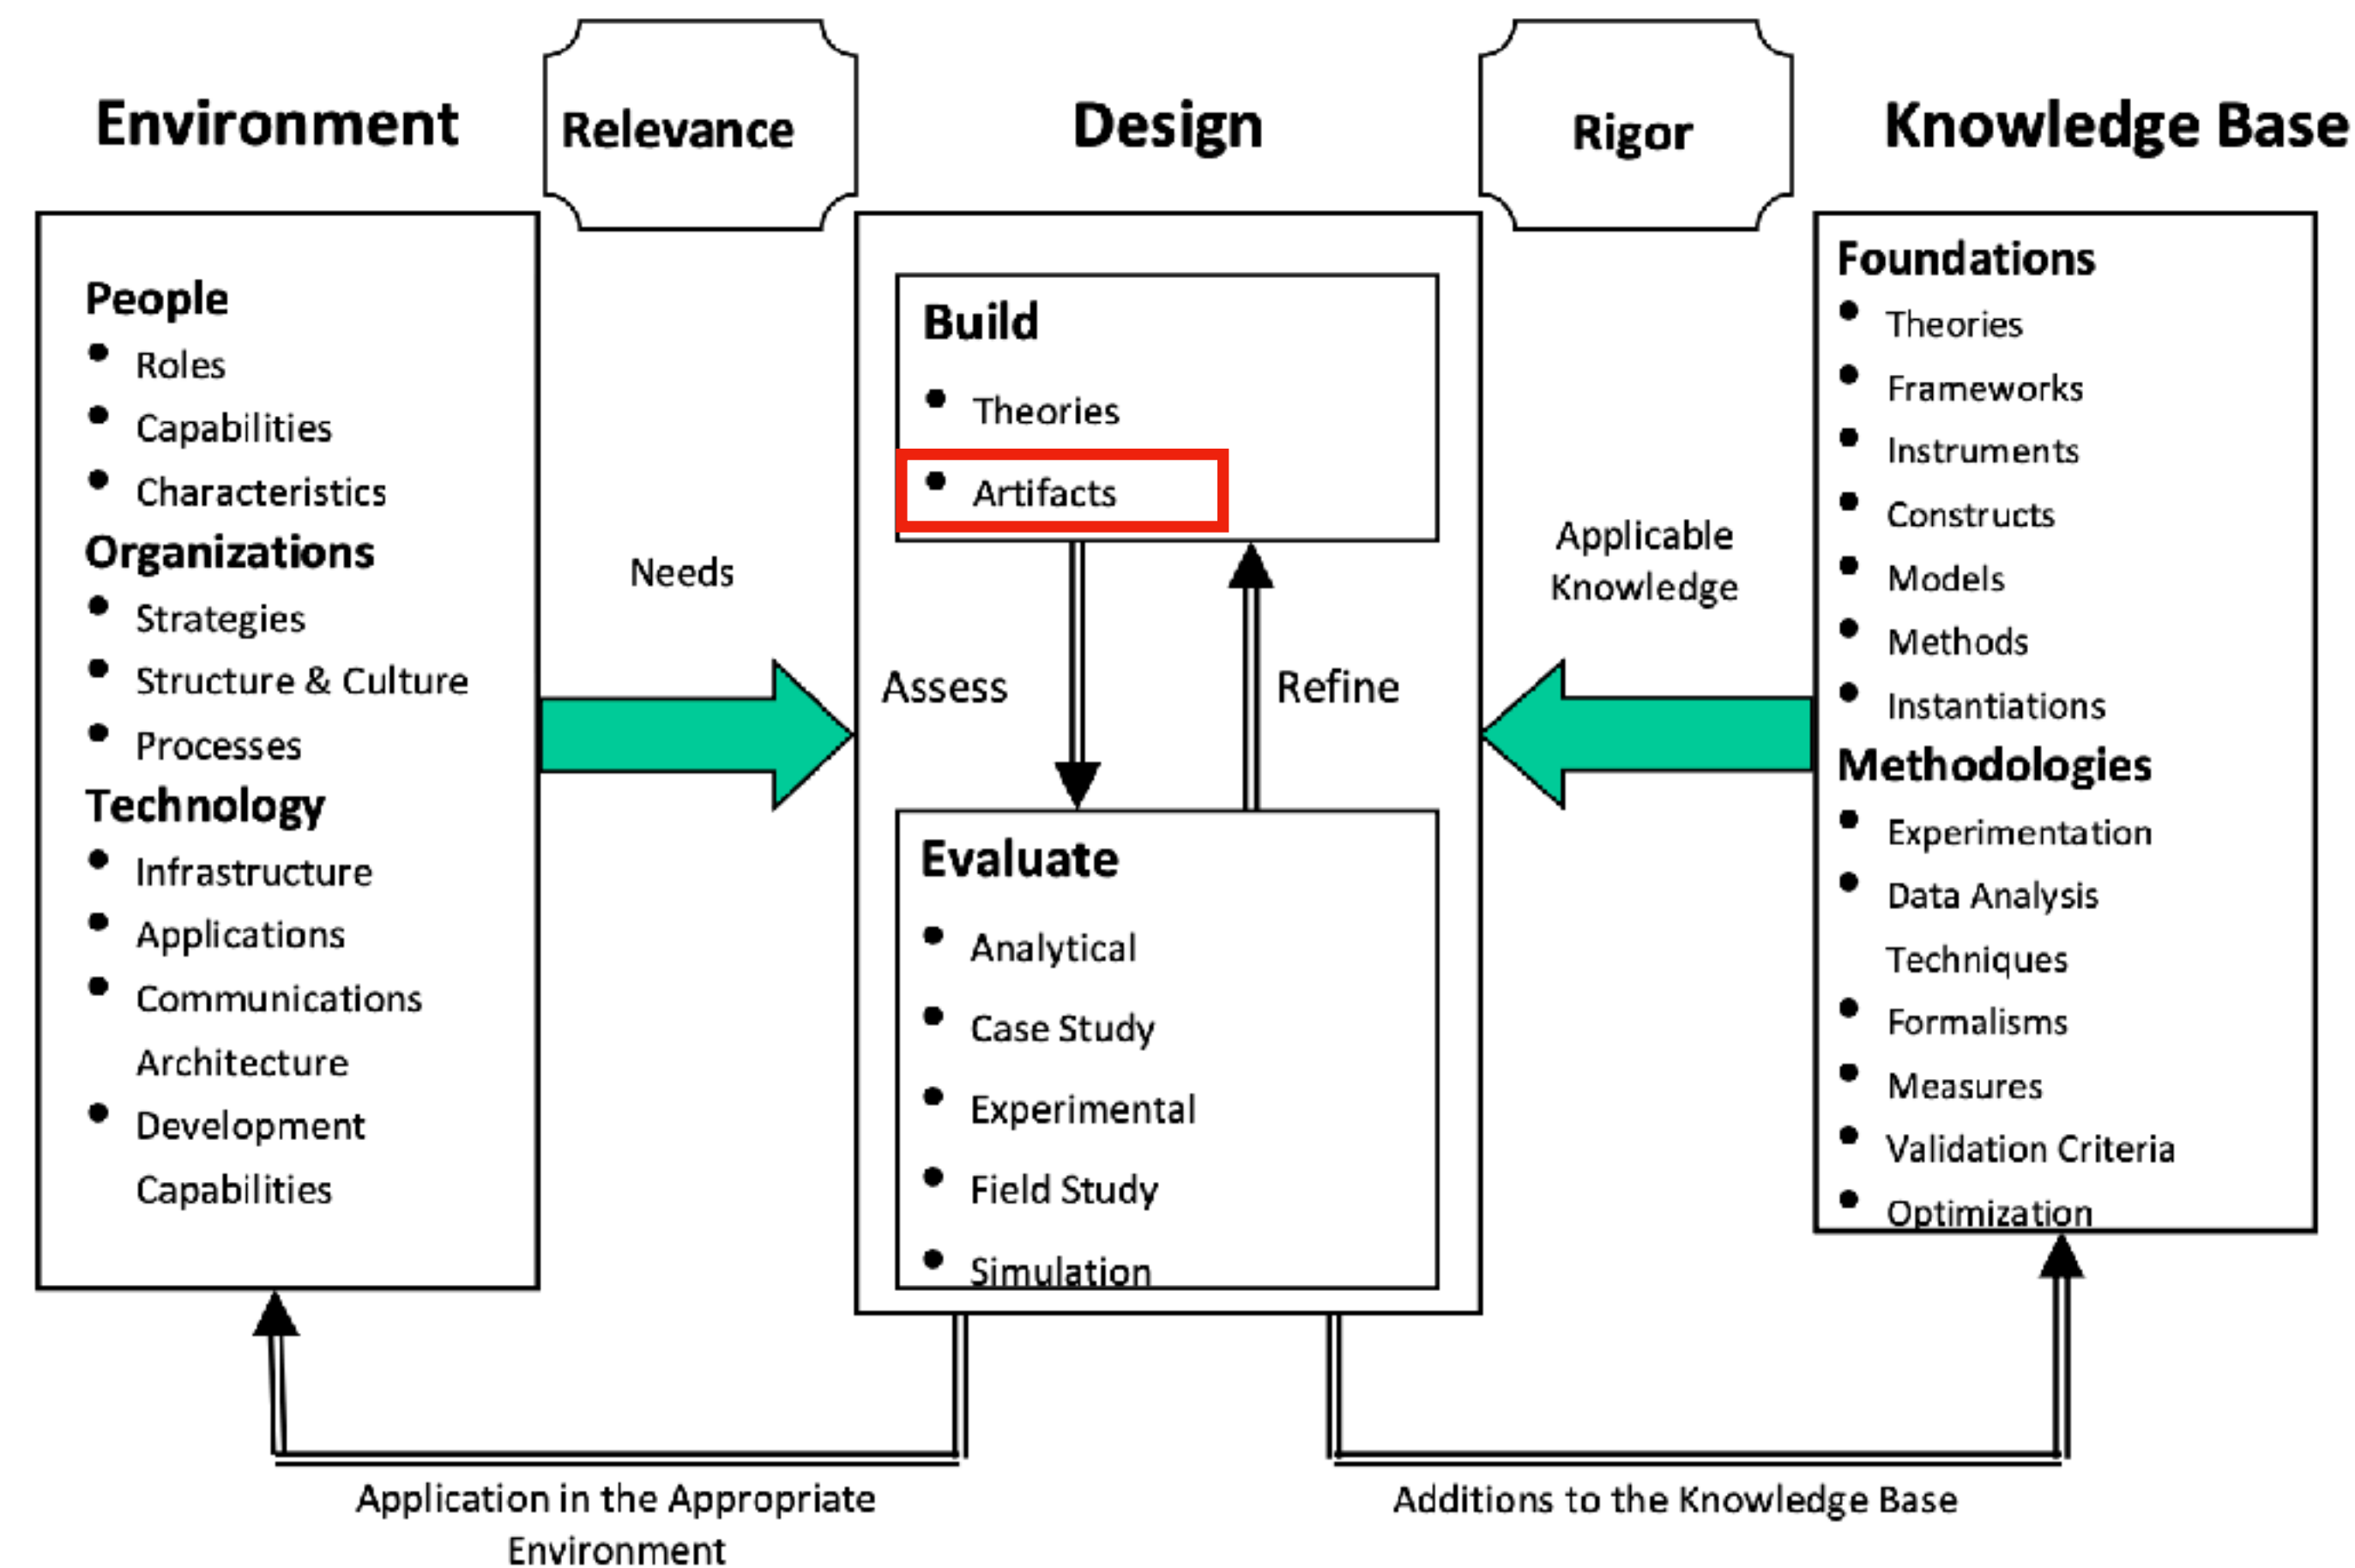 Environment
Relevance
Design
Rigor
Knowledge Base
People
Roles
Capabilities
Characteristics
Organizations
Strategies
Structure & Culture
Processes
Technology
Infrastructure
Applications
Communications
Architecture
Development
Capabilities
Needs
Build
Theories
Artifacts
Assess
Refine
Evaluate
Analytical
Case Study
Experimental
Field Study
Simulation
Applicable
Knowledge
Foundations
Theories
Frameworks
Instruments
Constructs
Models
Methods
Instantiations
Methodologies
Experimentation
Data Analysis
Techniques
Formalisms
Measures
Validation Criteria
Optimization
Application in the Appropriate
Environment
Additions to the Knowledge Base